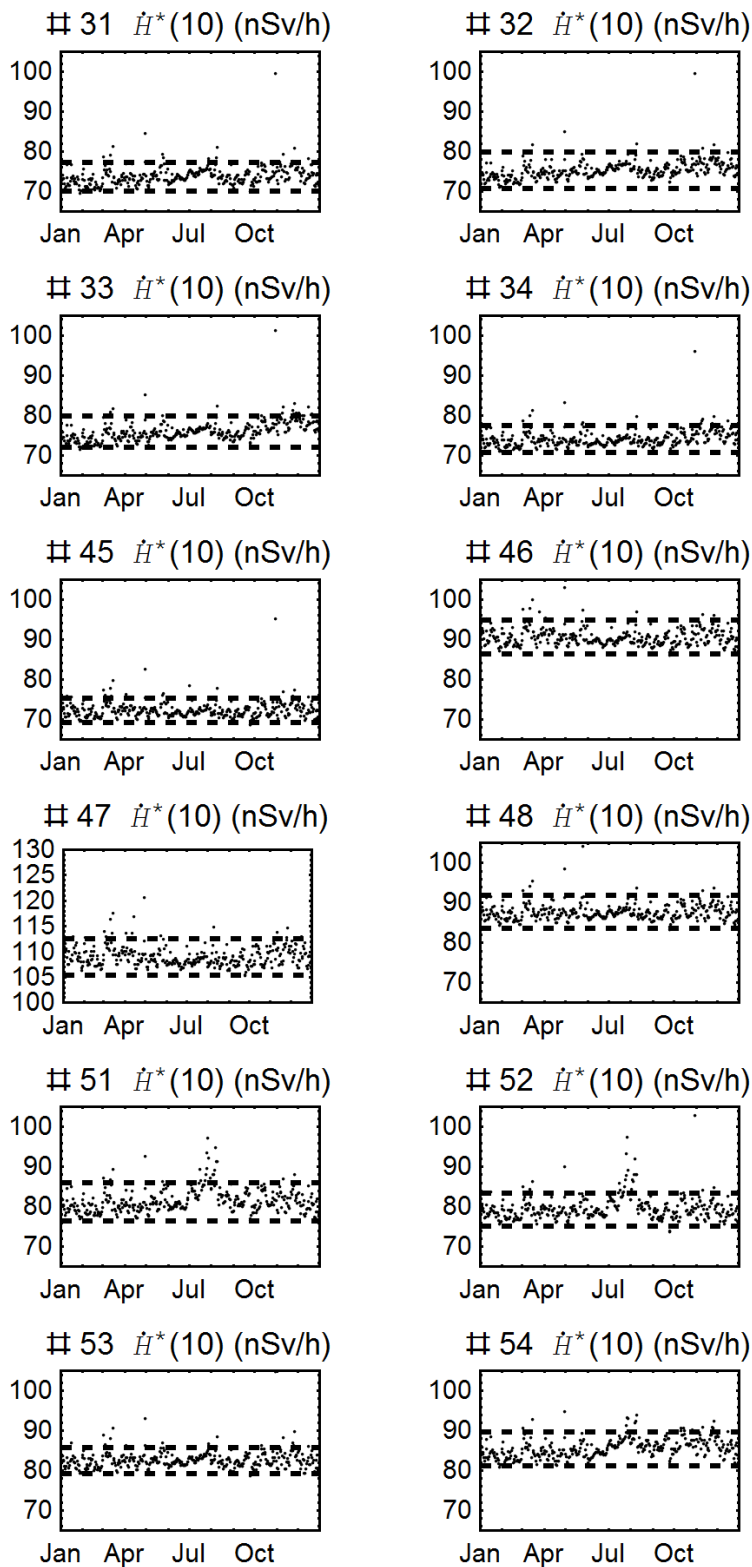 # 31 Ḣ*(10) (nSv/h)
100
90
80
70
Jan Apr Jul Oct
# 32 Ḣ*(10) (nSv/h)
100
90
80
70
Jan Apr Jul Oct
# 33 Ḣ*(10) (nSv/h)
100
90
80
70
Jan Apr Jul Oct
# 34 Ḣ*(10) (nSv/h)
100
90
80
70
Jan Apr Jul Oct
# 45 Ḣ*(10) (nSv/h)
100
90
80
70
Jan Apr Jul Oct
# 46 Ḣ*(10) (nSv/h)
100
90
80
70
Jan Apr Jul Oct
# 47 Ḣ*(10) (nSv/h)
130
125
120
115
110
105
100
Jan Apr Jul Oct
# 48 Ḣ*(10) (nSv/h)
100
90
80
70
Jan Apr Jul Oct
# 51 Ḣ*(10) (nSv/h)
100
90
80
70
Jan Apr Jul Oct
# 52 Ḣ*(10) (nSv/h)
100
90
80
70
Jan Apr Jul Oct
# 53 Ḣ*(10) (nSv/h)
100
90
80
70
Jan Apr Jul Oct
# 54 Ḣ*(10) (nSv/h)
100
90
80
70
Jan Apr Jul Oct